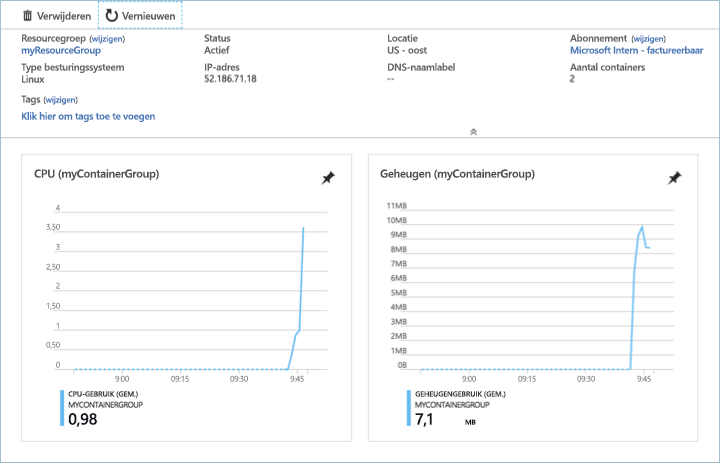 Verwijderen Vernieuwen
Resourcegroep (wijzigen) Status Locatie Abonnement (wijzigen)
myResourceGroup Actief US - oost Microsoft Intern - factureerbaar
Type besturingssysteem IP-adres DNS-naamlabel Aantal containers
Linux 52.186.71.18 -- 2
Tags (wijzigen)
Klik hier om tags toe te voegen
CPU (myContainerGroup)
4
3,50
3
2,50
2
1,50
1
0,50
0
9:00 09:15 09:30 9:45
CPU-GEBRUIK (GEM.)
MYCONTAINERGROUP
0,98
Geheugen (myContainerGroup)
11MB
10MB
9MB
8MB
7MB
6MB
5MB
4MB
3MB
2MB
1MB
0B
9:00 09:15 09:30 9:45
GEHEUGENGEBRUIK (GEM.)
MYCONTAINERGROUP
7,1 MB